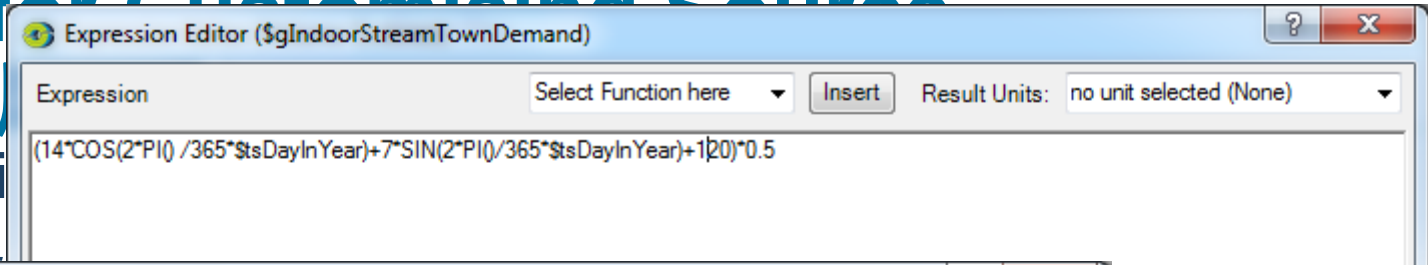 Expression Editor ($gIndoorStreamTownDemand)
Expression Select Function here Insert Result Units: no unit selected (None)
(14*COS(2*PI() /365*$tsDayInYear)+7*SIN(2*PI()/365*$tsDayInYear)+120)*0.5